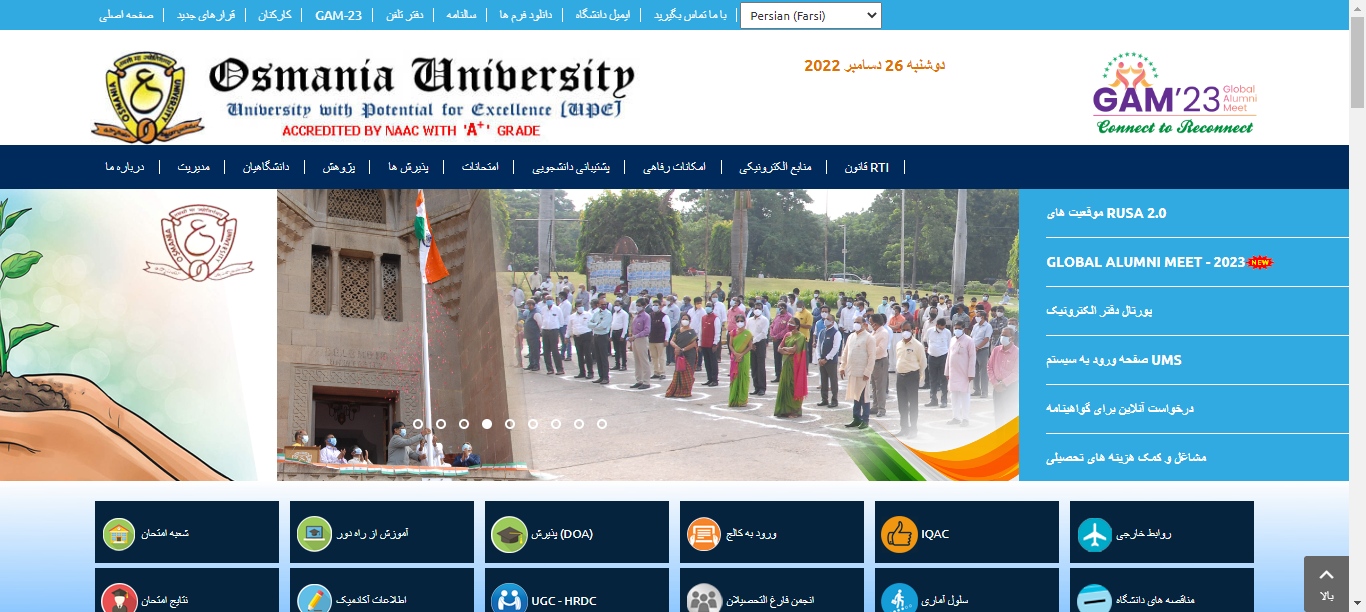 صفحه اصلی
قرارهای جدید
کارکنان
GAM-23
دفتر تلفن
سالنامه
دانلود فرم ها
ایمیل دانشگاه
با ما تماس بگیرید
Persian (Farsi)
Osmania University
University with Potential for Excellence [UPE]
ACCREDITED BY NAAC WITH 'A+' GRADE
دوشنبه 26 دسامبر 2022
GAM'23 Global Alumni Meet
Connect to Reconnect
درباره ما
مدیریت
دانشگاهیان
پژوهش
پذیرش ها
امتحانات
پشتیبانی دانشجویی
امکانات رفاهی
منابع الکترونیکی
قانون RTI
OSMANIA UNIVERSITY
موقعیت های RUSA 2.0
GLOBAL ALUMNI MEET - 2023 NEW
پورتال دفتر الکترونیک
صفحه ورود به سیستم UMS
درخواست آنلاین برای گواهینامه
مشاغل و کمک هزینه های تحصیلی
شعبه امتحان
آموزش از راه دور
پذیرش (DOA)
ورود به کالج
IQAC
روابط خارجی
نتایج امتحان
اطلاعات آکادمیک
UGC - HRDC
انجمن فارغ التحصیلان
سلول آماری
مناقصه های دانشگاه
بالا